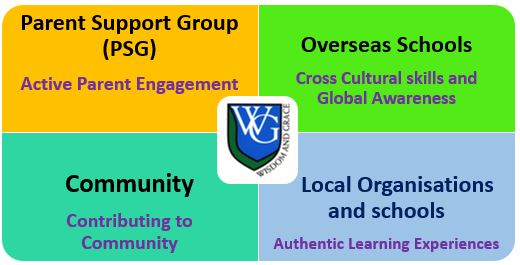 Parent Support Group
(PSG)
Active Parent Engagement
Overseas Schools
Cross Cultural skills and
Global Awareness
WG
WISDOM AND GRACE
Community
Contributing to
Community
Local Organisations
and schools
Authentic Learning Experiences